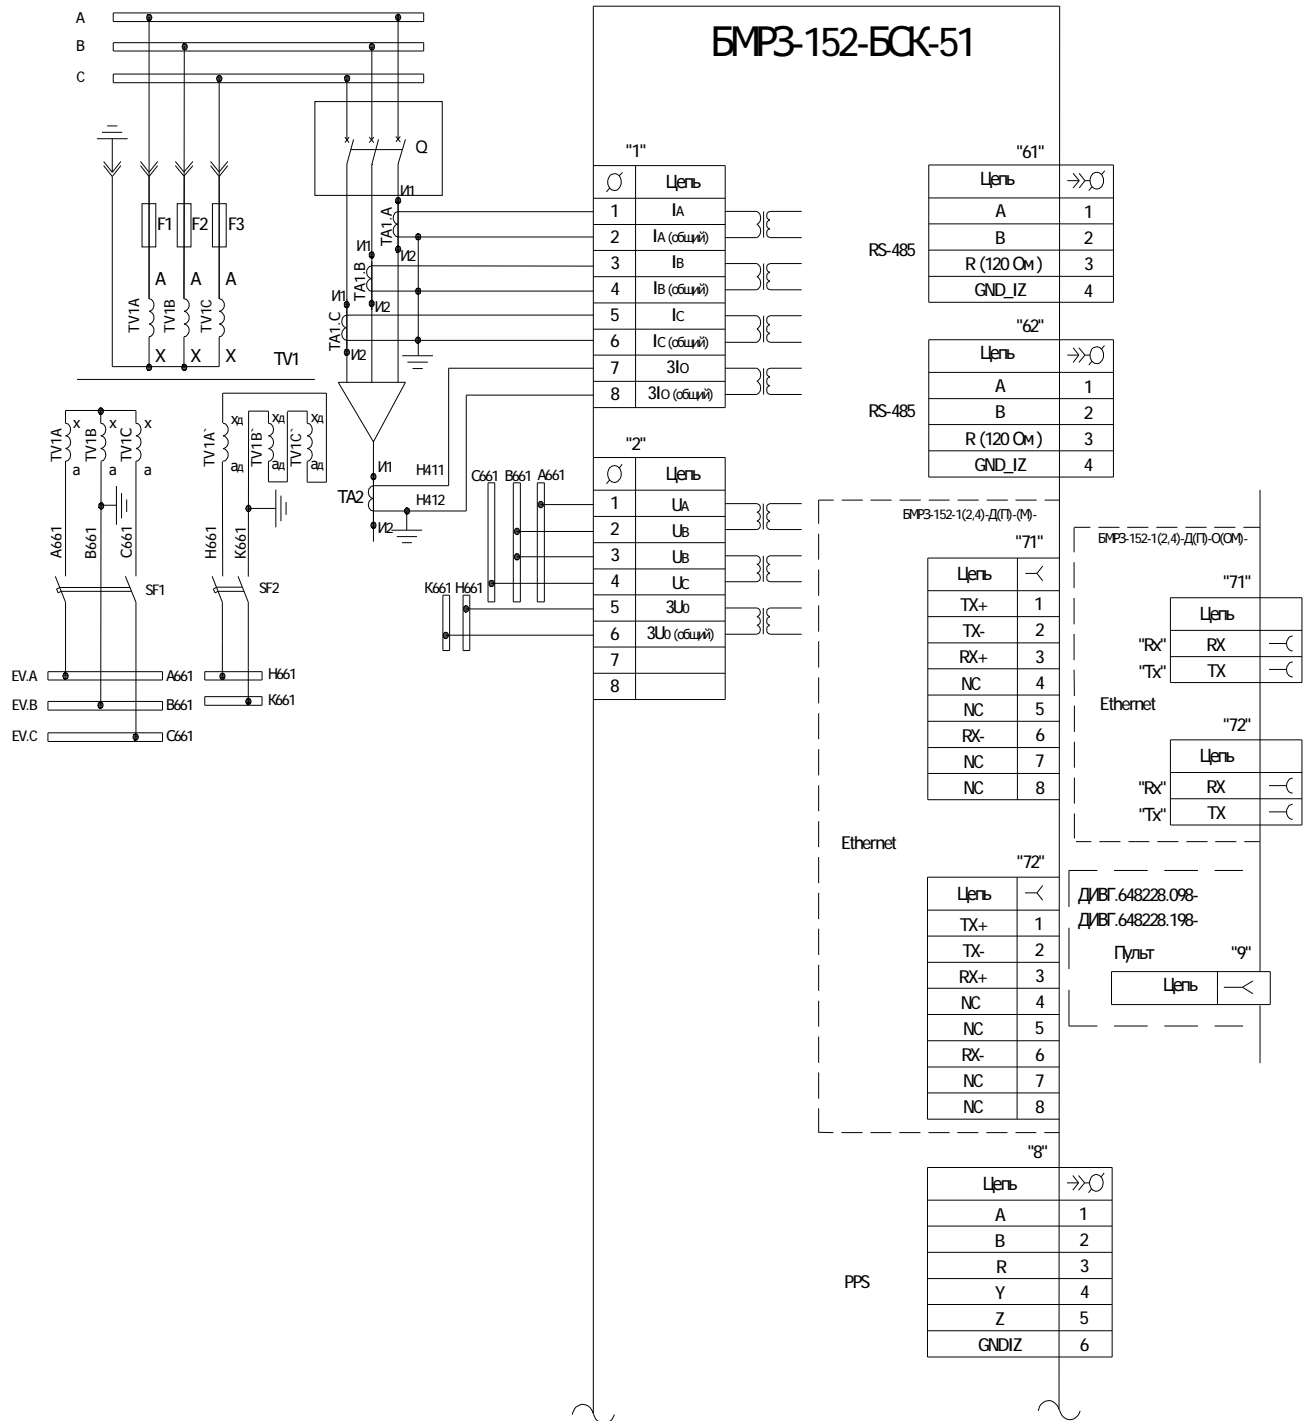 БМРЗ-152-БСК-51
A
B
C
Q
F1
F2
F3
A
A
A
TV1A
TV1B
TV1C
X
X
X
TV1
И1
TA1.A
И2
И1
TA1.B
И2
И1
TA1.C
И2
"1"
Цепь
1 IA
2 IA (общий)
3 IB
4 IB (общий)
5 IC
6 IC (общий)
7 3IO
8 3IO (общий)
TV1A
TV1B
TV1C
x
x
x
a
a
a
TV1A`
TV1B`
TV1C`
xд
xд
xд
aд
aд
aд
A661
B661
C661
SF1
H661
K661
SF2
EV.A
A661
EV.B
B661
EV.C
C661
H661
K661
И1
TA2
И2
H411
H412
C661
B661
A661
K661
H661
"2"
Цепь
1 UA
2 UB
3 UB
4 UC
5 3U0
6 3U0 (общий)
7
8
"61"
Цепь
RS-485
A 1
B 2
R (120 Ом) 3
GND_IZ 4
"62"
Цепь
RS-485
A 1
B 2
R (120 Ом) 3
GND_IZ 4
БМРЗ-152-1(2,4)-Д(П)-(М)-
"71"
Цепь
TX+ 1
TX- 2
RX+ 3
NC 4
NC 5
RX- 6
NC 7
NC 8
Ethernet
"72"
Цепь
TX+ 1
TX- 2
RX+ 3
NC 4
NC 5
RX- 6
NC 7
NC 8
БМРЗ-152-1(2,4)-Д(П)-О(ОМ)-
"71"
Цепь
"Rx" RX
"Tx" TX
Ethernet
"72"
Цепь
"Rx" RX
"Tx" TX
ДИВГ.648228.098-
ДИВГ.648228.198-
Пульт "9"
Цепь
"8"
Цепь
PPS
A 1
B 2
R 3
Y 4
Z 5
GNDIZ 6